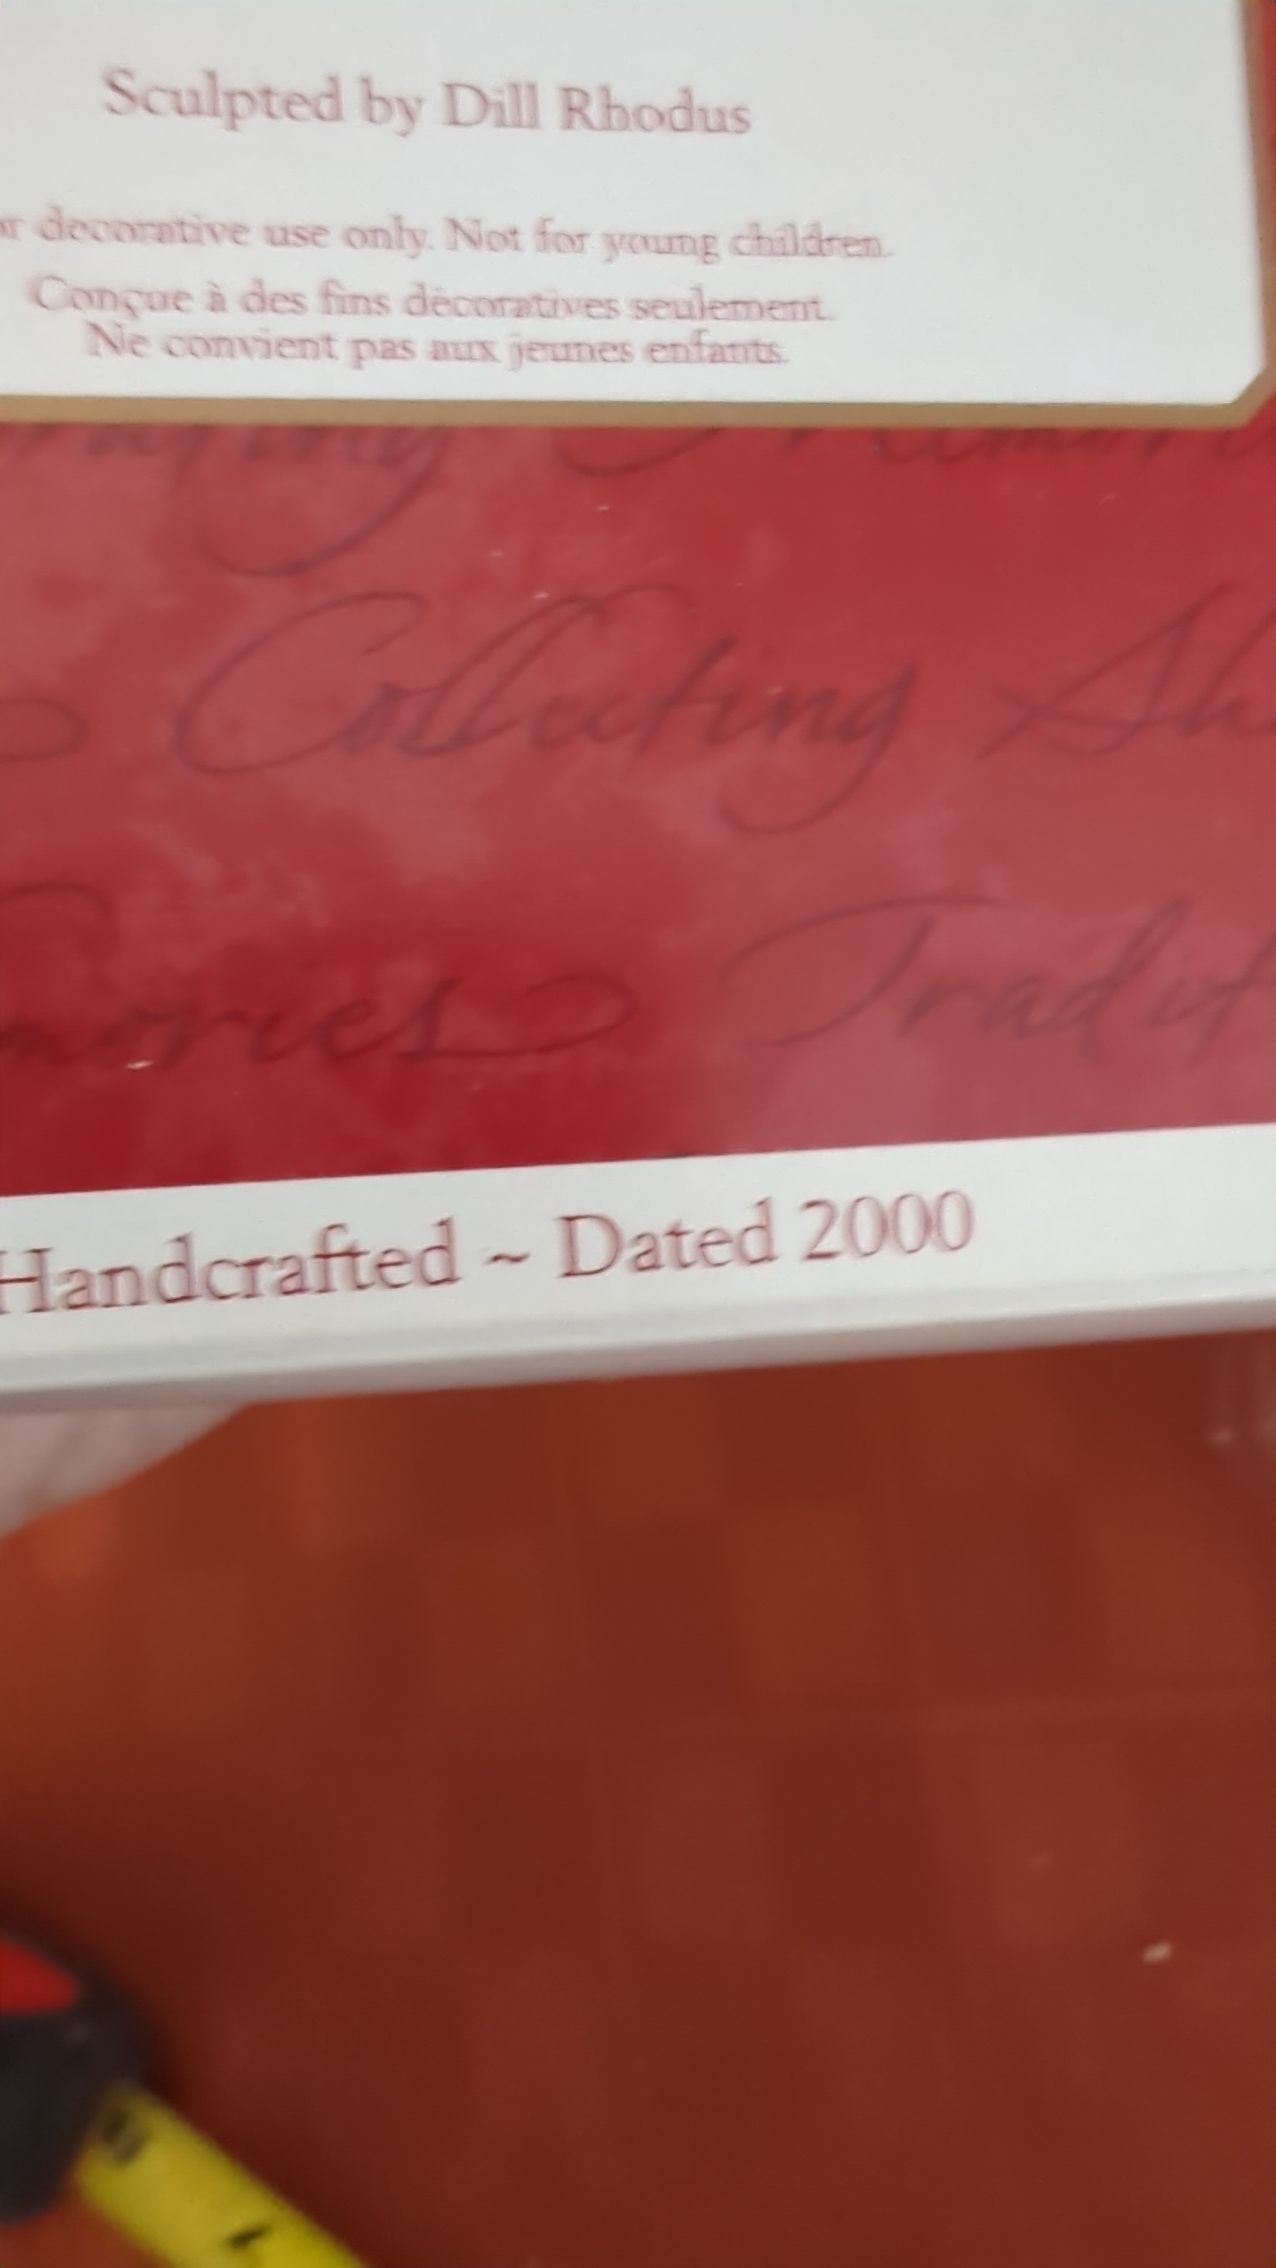 Sculpted by Dill Rhodus
decorative use only. Not for young children.
Conçue à des fins décoratives seulement.
Ne convient pas aux jeunes enfants.
Collecting
Handcrafted ~ Dated 2000